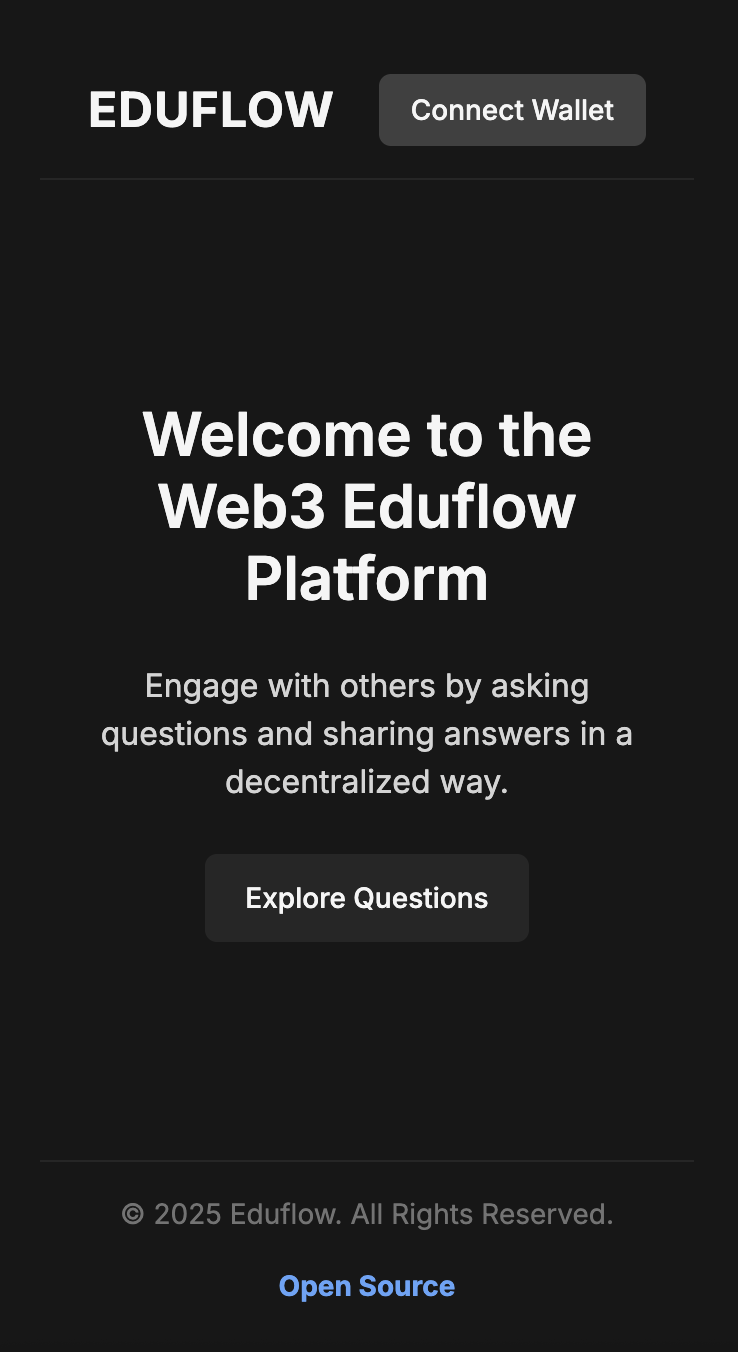 EDUFLOW
Connect Wallet
Welcome to the
Web3 Eduflow
Platform
Engage with others by asking
questions and sharing answers in a
decentralized way.
Explore Questions
© 2025 Eduflow. All Rights Reserved.
Open Source